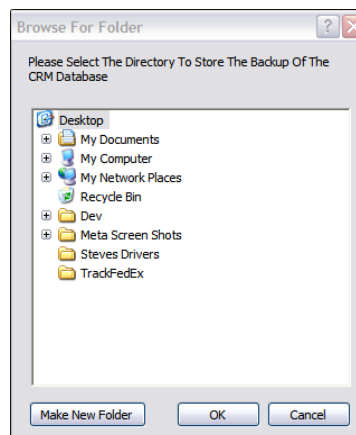 Browse For Folder
Please Select The Directory To Store The Backup Of The
CRM Database
Desktop
My Documents
My Computer
My Network Places
Recycle Bin
Dev
Meta Screen Shots
Steves Drivers
TrackFedEx
Make New Folder OK Cancel